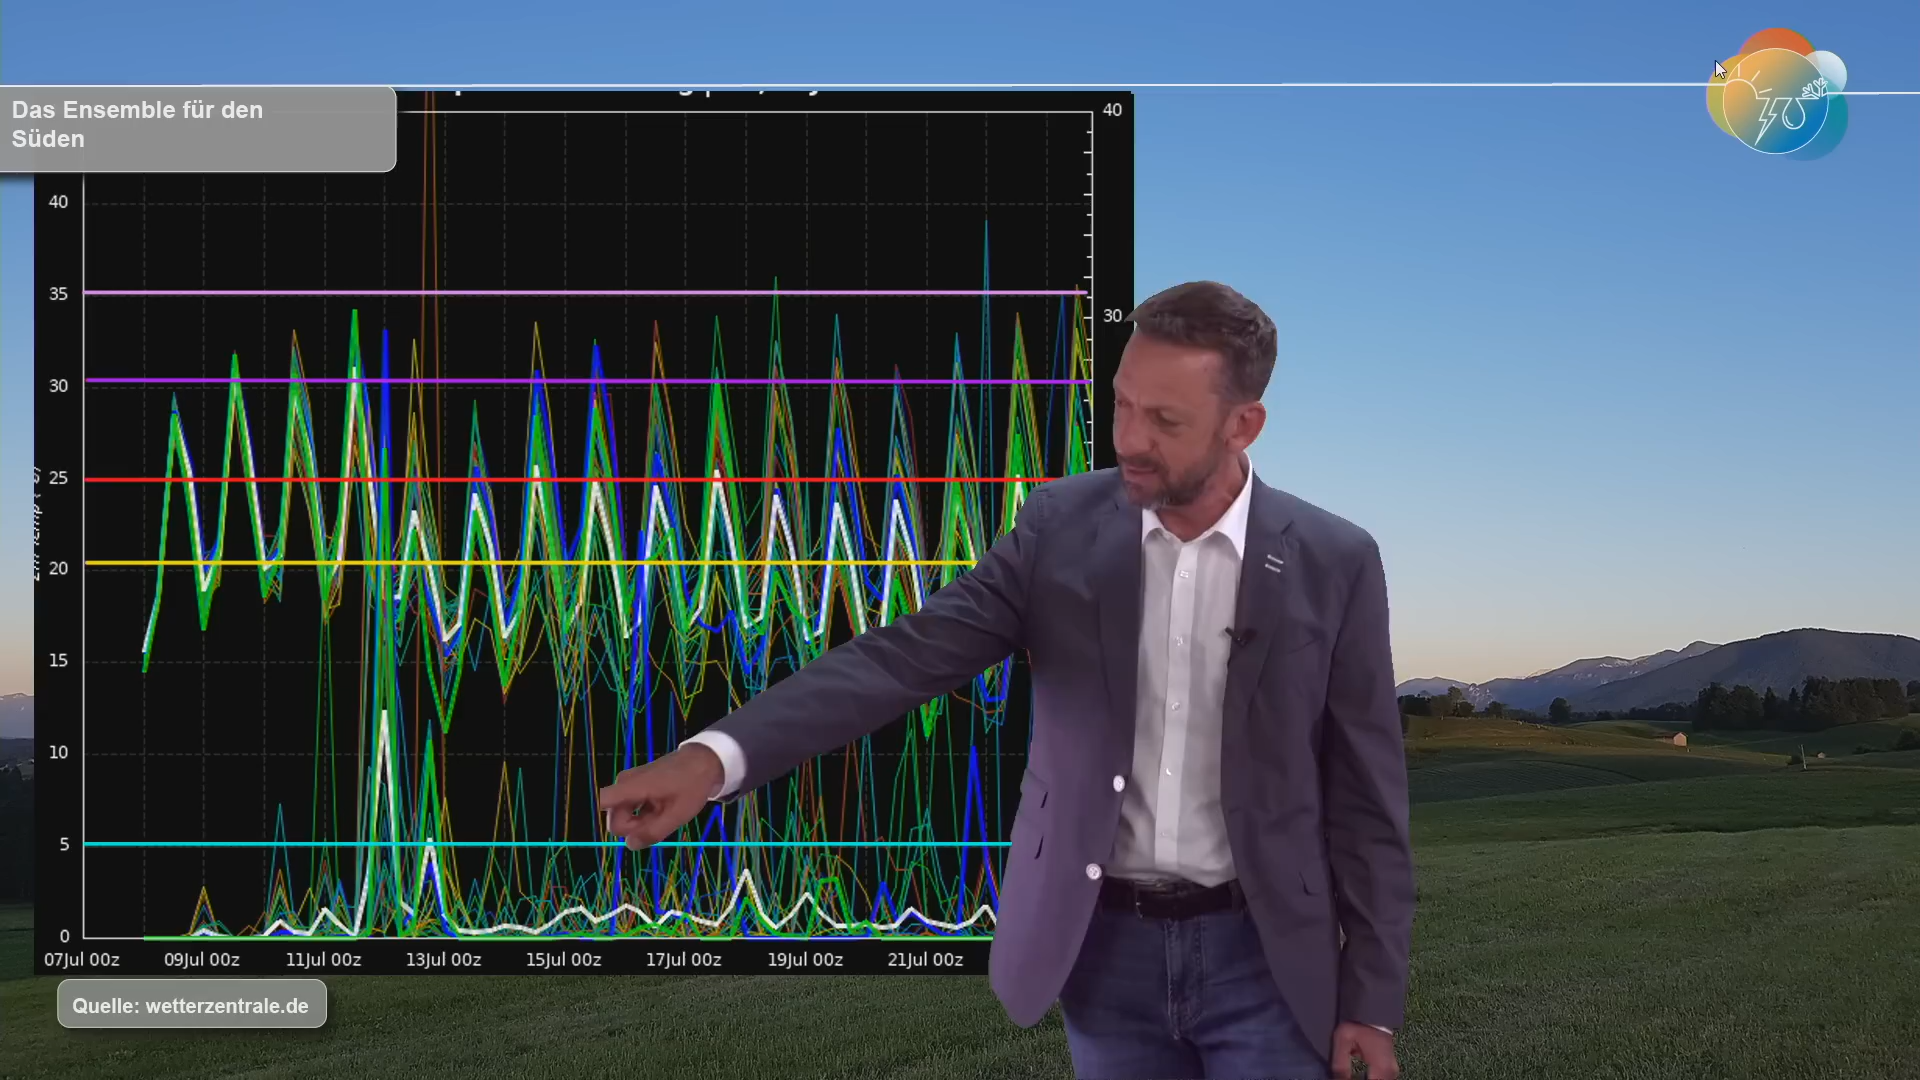 Das Ensemble für den
Süden
40
40
35
30
30
25
20
15
10
5
0
07Jul 00z 09Jul 00z 11Jul 00z 13Jul 00z 15Jul 00z 17Jul 00z 19Jul 00z 21Jul 00z
Quelle: wetterzentrale.de